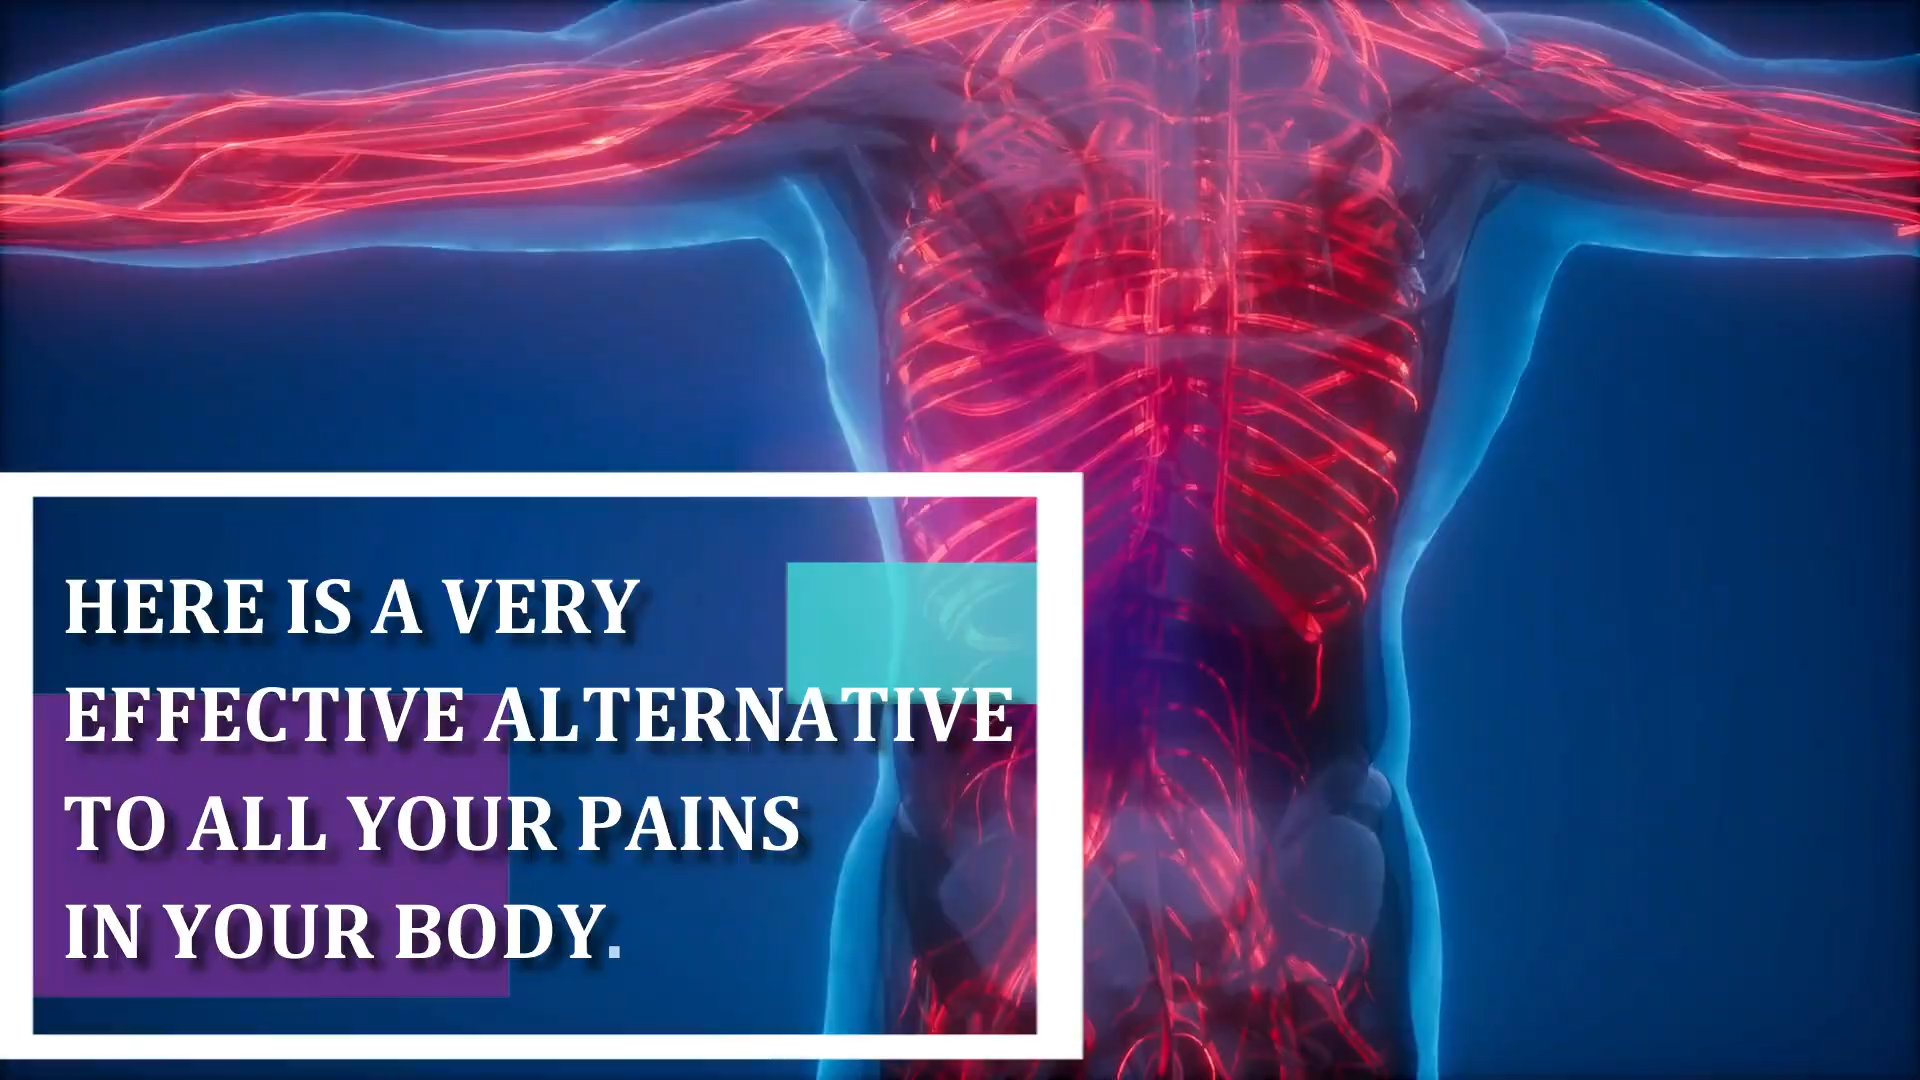 HERE IS A VERY
EFFECTIVE ALTERNATIVE
TO ALL YOUR PAINS
IN YOUR BODY.